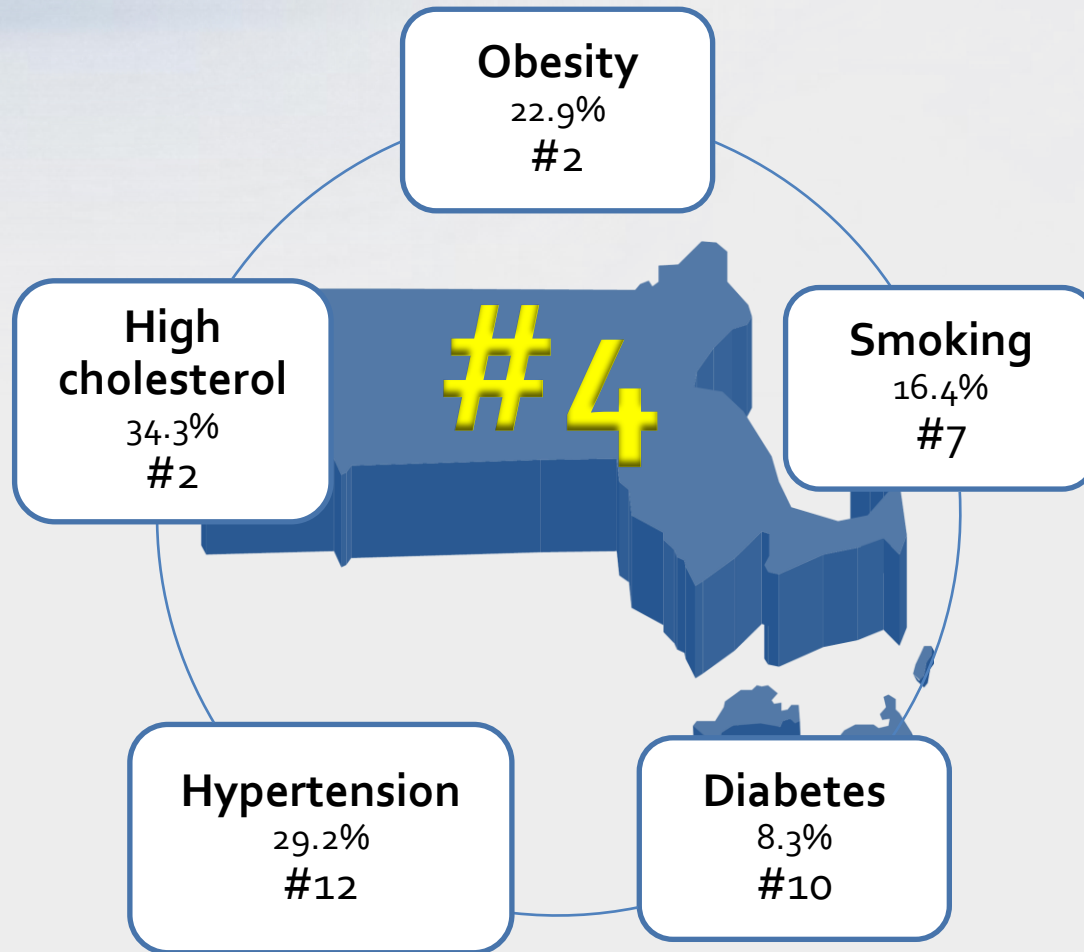 Obesity
22.9%
#2
High
cholesterol
34.3%
#2
#4
Smoking
16.4%
#7
Hypertension
29.2%
#12
Diabetes
8.3%
#10